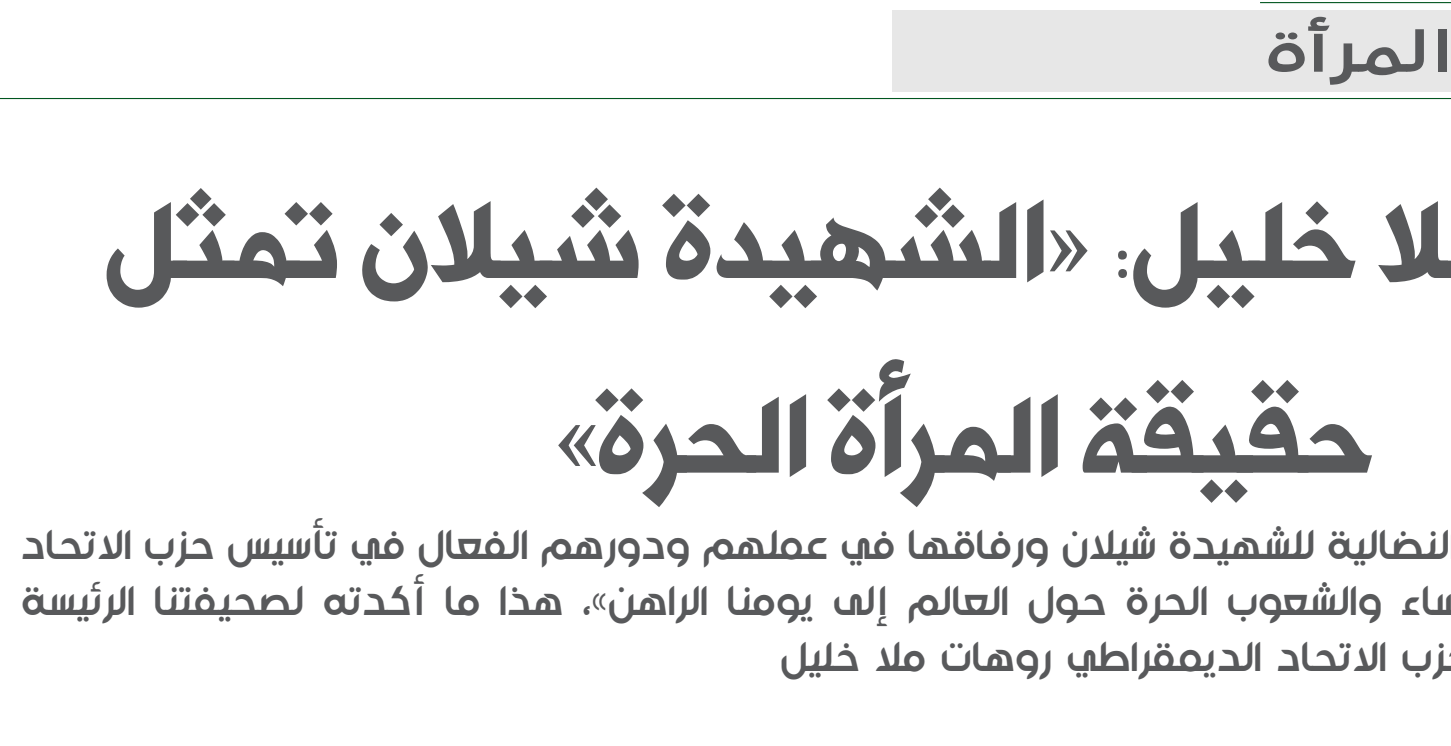 المرأة
ملا خليل: «الشهيدة شيلان تمثل
حقيقة المرأة الحرة»
النضالية للشهيدة شيلان ورفاقها في عملهم ودورهم الفعال في تأسيس حزب الاتحاد
والشعوب الحرة حول العالم إلى يومنا الراهن»، هذا ما أكدته لصحيفتنا الرئيسة
حزب الاتحاد الديمقراطي روهات ملا خليل